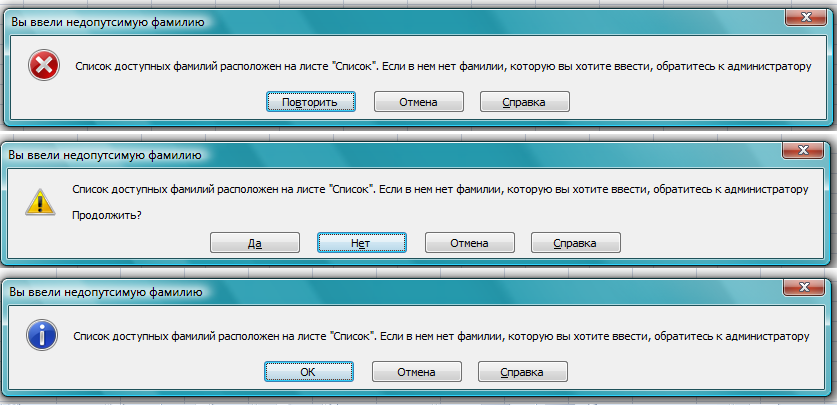 Вы ввели недопутсимую фамилию
Список доступных фамилий расположен на листе "Список". Если в нем нет фамилии, которую вы хотите ввести, обратитесь к администратору
Повторить Отмена Справка
Вы ввели недопутсимую фамилию
Список доступных фамилий расположен на листе "Список". Если в нем нет фамилии, которую вы хотите ввести, обратитесь к администратору
Продолжить?
Да Нет Отмена Справка
Вы ввели недопутсимую фамилию
Список доступных фамилий расположен на листе "Список". Если в нем нет фамилии, которую вы хотите ввести, обратитесь к администратору
ОК Отмена Справка